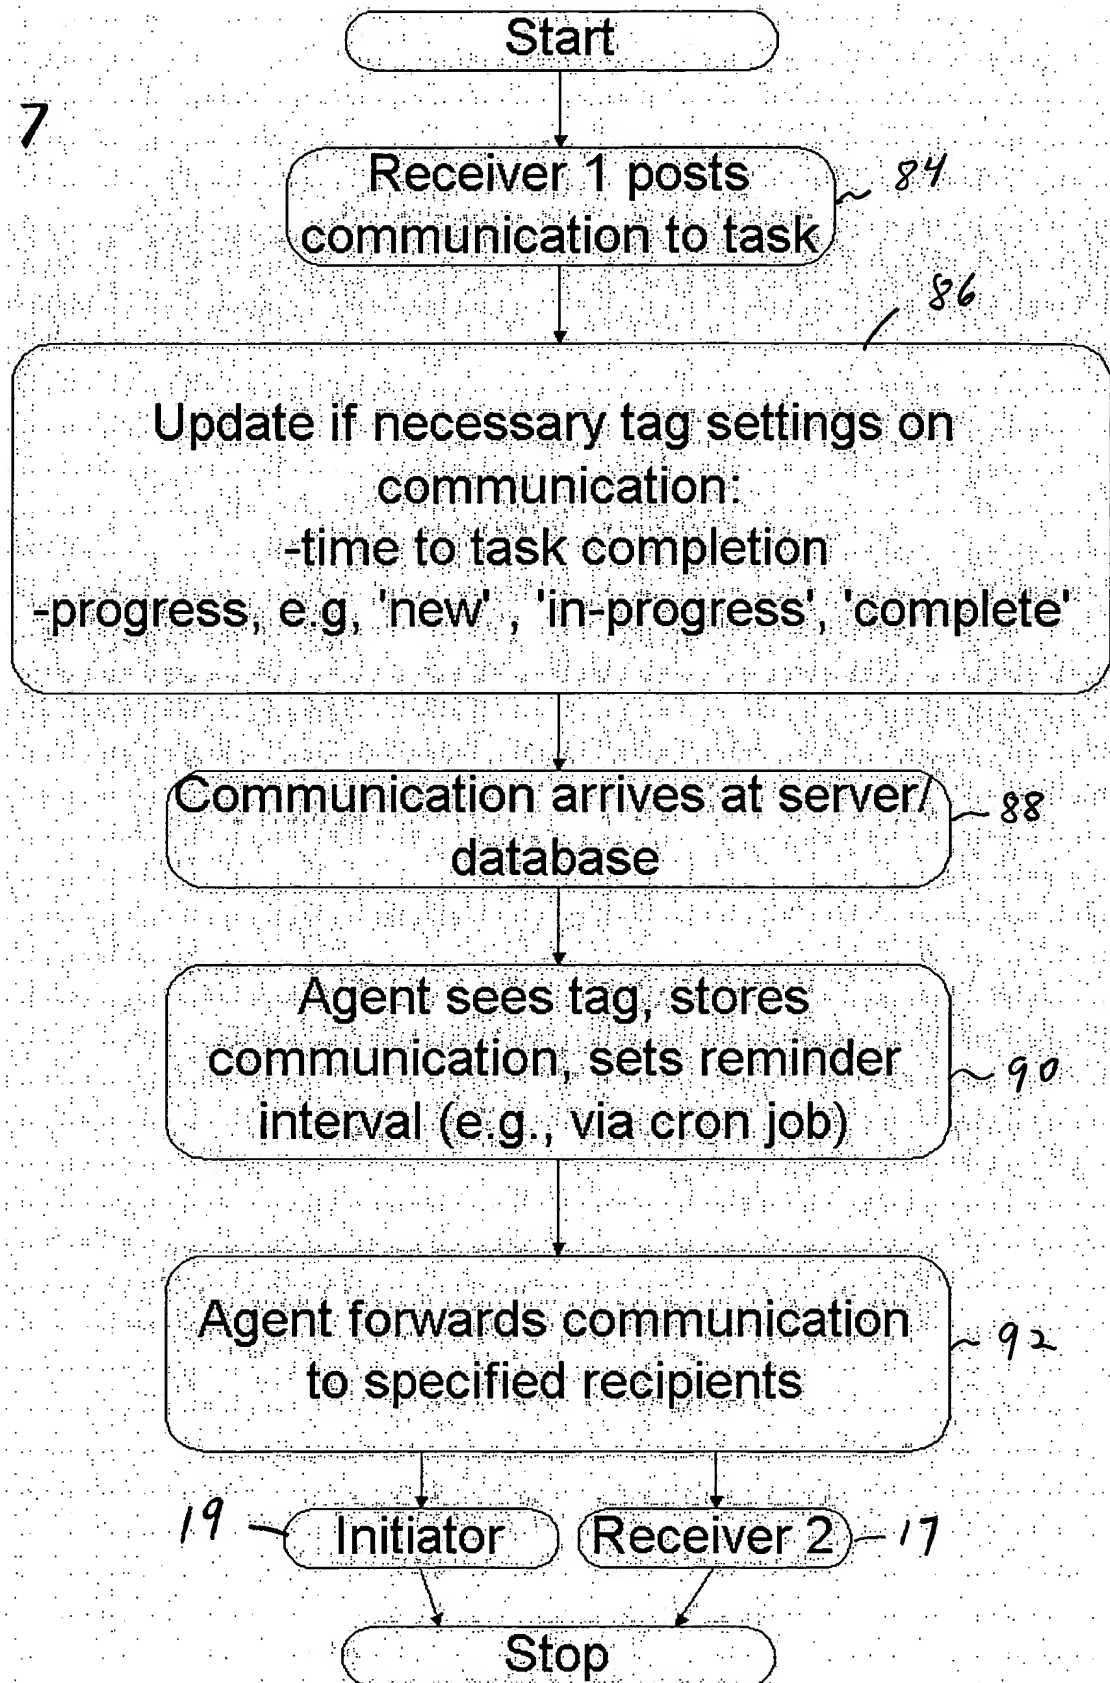 Start
7
Receiver 1 posts
communication to task
84
86
Update if necessary tag settings on
communication:
-time to task completion
-progress, e.g, 'new' , 'in-progress', 'complete'
Communication arrives at server/
database
88
Agent sees tag, stores
communication, sets reminder
interval (e.g., via cron job)
90
Agent forwards communication
to specified recipients
92
19
Initiator
Receiver 2
17
Stop